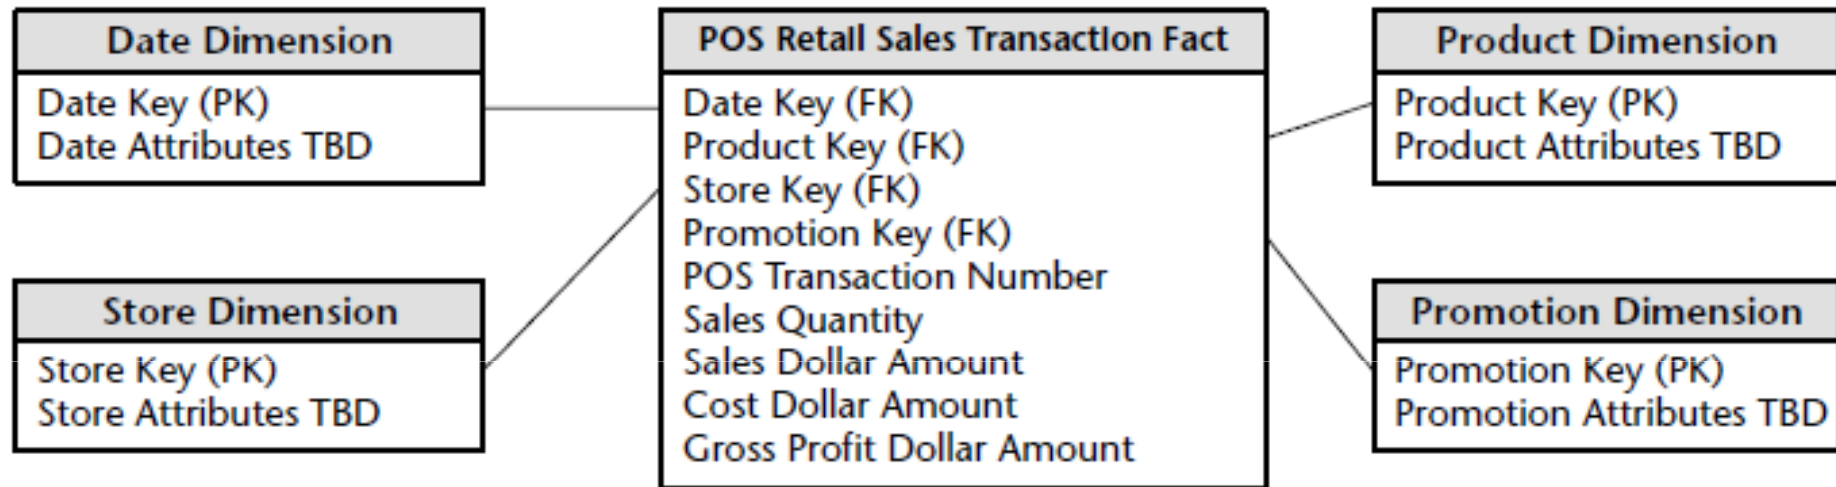 Date Dimension
Date Key (PK)
Date Attributes TBD
Store Dimension
Store Key (PK)
Store Attributes TBD
POS Retail Sales Transaction Fact
Date Key (FK)
Product Key (FK)
Store Key (FK)
Promotion Key (FK)
POS Transaction Number
Sales Quantity
Sales Dollar Amount
Cost Dollar Amount
Gross Profit Dollar Amount
Product Dimension
Product Key (PK)
Product Attributes TBD
Promotion Dimension
Promotion Key (PK)
Promotion Attributes TBD